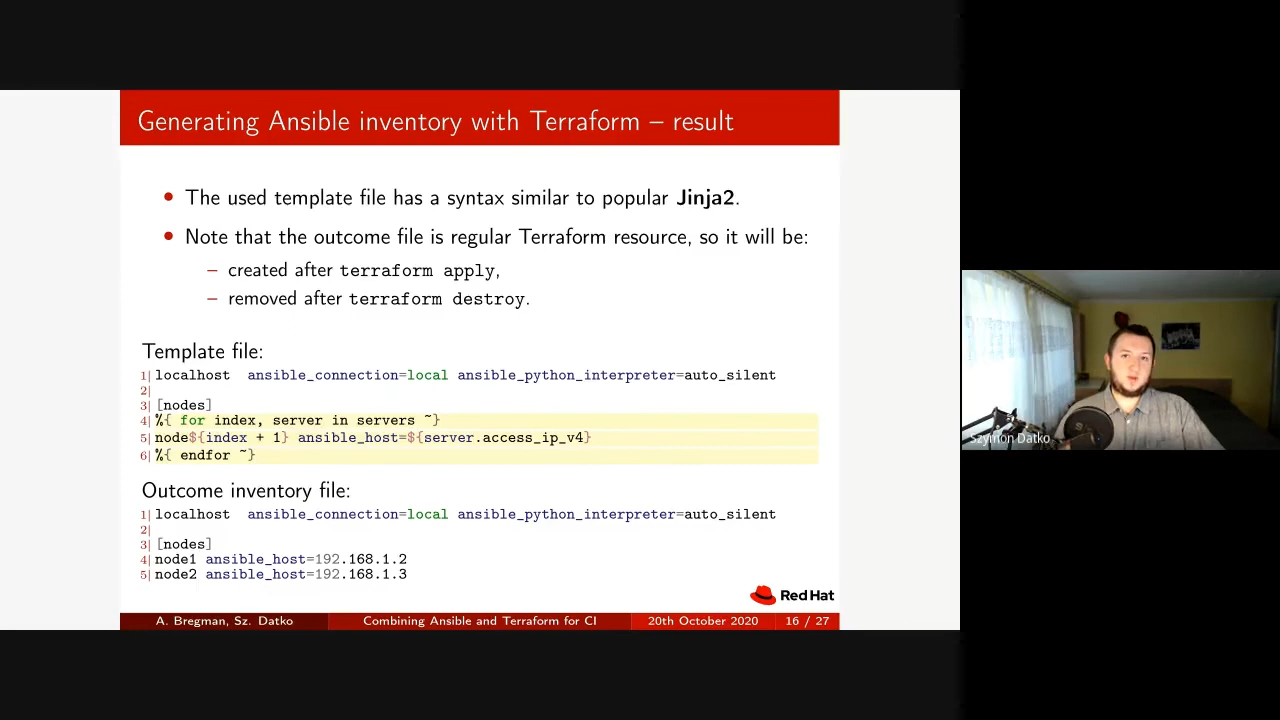 Generating Ansible inventory with Terraform – result
• The used template file has a syntax similar to popular Jinja2.
• Note that the outcome file is regular Terraform resource, so it will be:
– created after terraform apply,
– removed after terraform destroy.
Template file:
1| localhost  ansible_connection=local ansible_python_interpreter=auto_silent
2|
3| [nodes]
4| %{ for index, server in servers ~}
5| node${index + 1} ansible_host=${server.access_ip_v4}
6| %{ endfor ~}
Outcome inventory file:
1| localhost  ansible_connection=local ansible_python_interpreter=auto_silent
2|
3| [nodes]
4| node1 ansible_host=192.168.1.2
5| node2 ansible_host=192.168.1.3
Red Hat
A. Bregman, Sz. Datko
Combining Ansible and Terraform for CI
20th October 2020
16 / 27
Szymon Datko